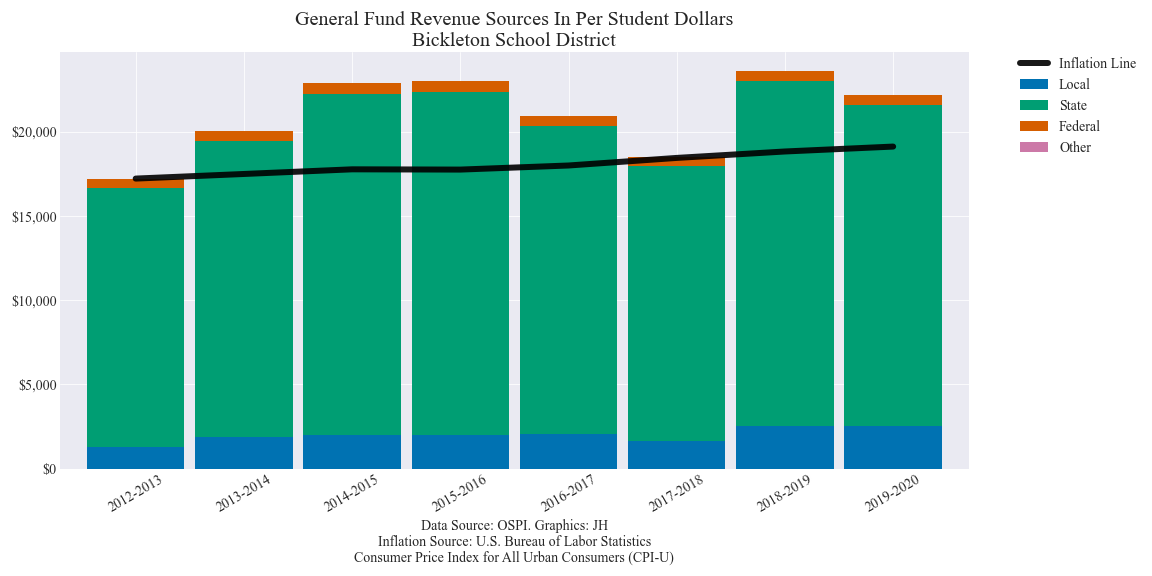 General Fund Revenue Sources In Per Student Dollars
Bickleton School District
Inflation Line
Local
State
Federal
Other
$20,000
$15,000
$10,000
$5,000
$0
2012-2013
2013-2014
2014-2015
2015-2016
2016-2017
2017-2018
2018-2019
2019-2020
Data Source: OSPI. Graphics: JH
Inflation Source: U.S. Bureau of Labor Statistics
Consumer Price Index for All Urban Consumers (CPI-U)